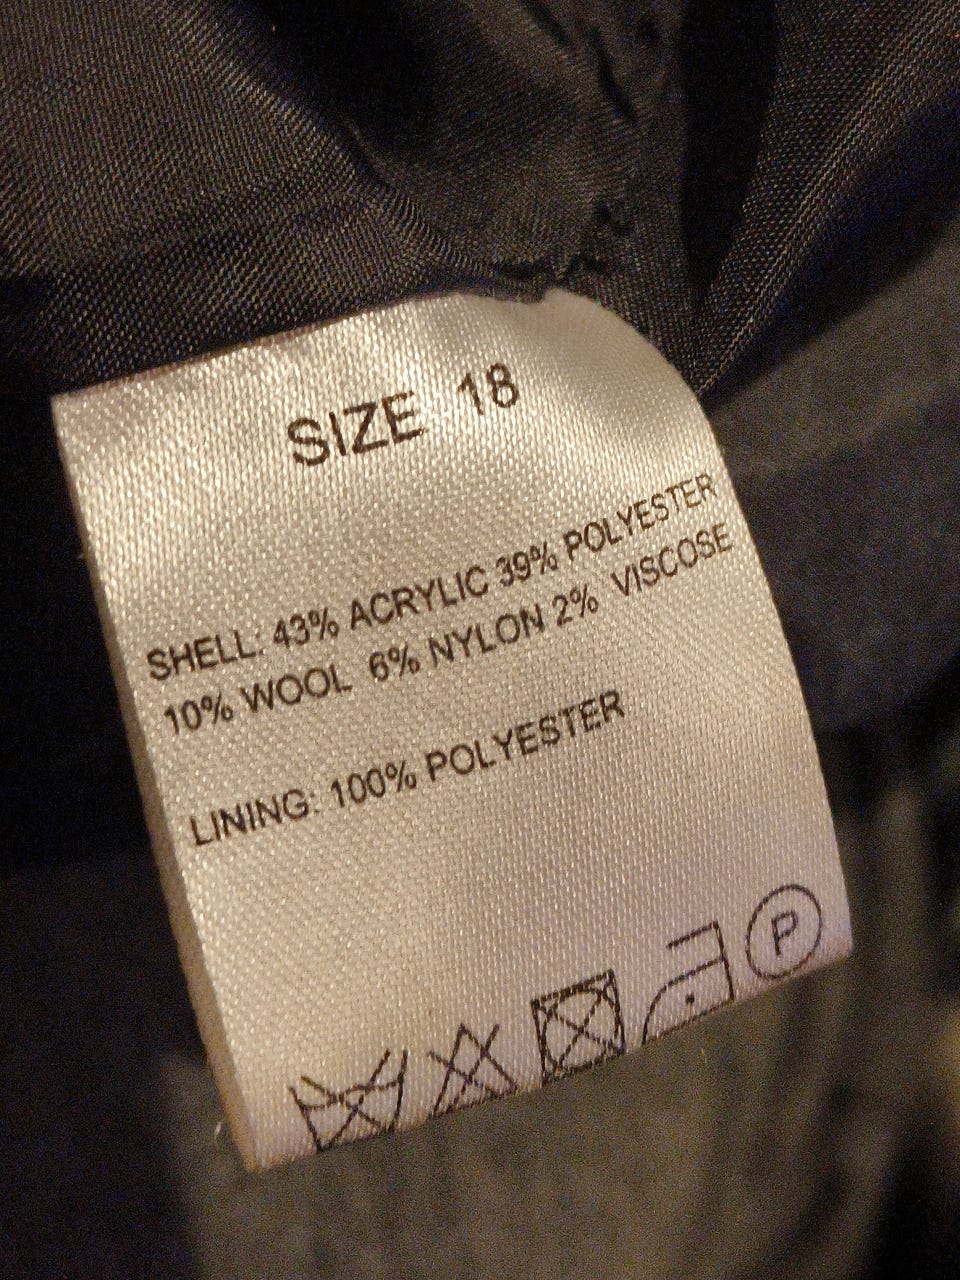 SIZE 18
SHELL: 43% ACRYLIC 39% POLYESTER
10% WOOL 6% NYLON 2% VISCOSE
LINING: 100% POLYESTER
P